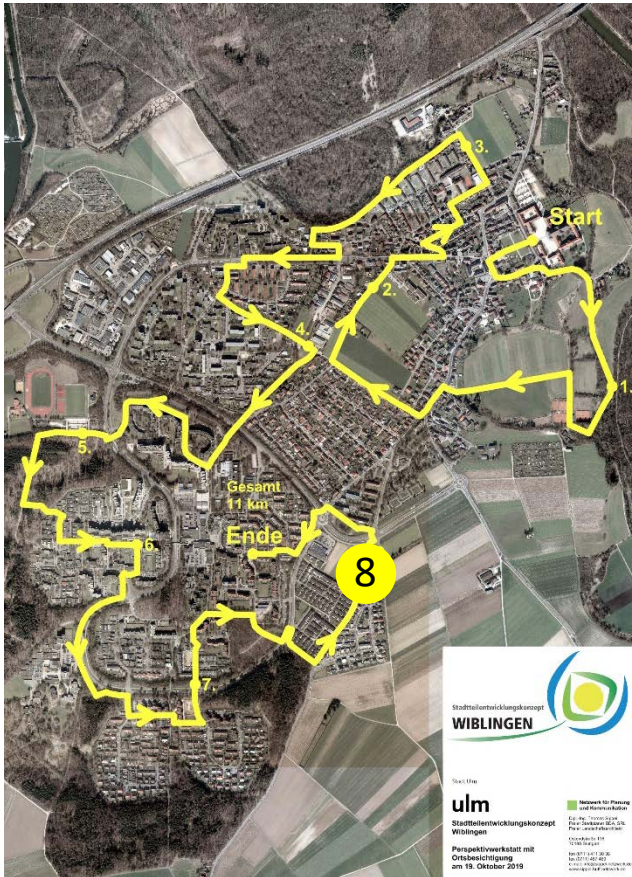 3.
Start
2.
4.
1.
5.
Gesamt
11 km
Ende
6.
8
7.
Stadtteilentwicklungskonzept
WIBLINGEN
Stadt Ulm
ulm
Stadtteilentwicklungskonzept
Wiblingen
Perspektivwerkstatt mit
Ortsbesichtigung
am 19. Oktober 2019
Netzwerk für Planung
und Kommunikation